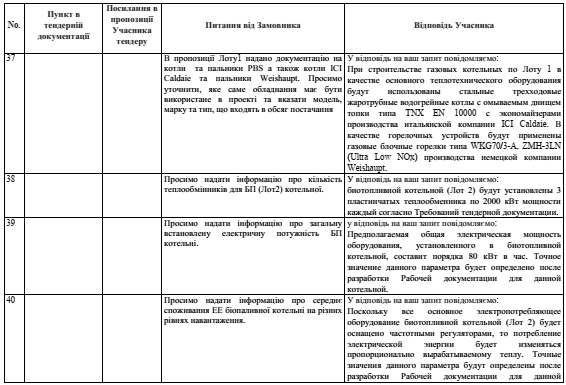 No.
Пункт в
тендерній
документації
Посилання в
пропозиції
Учасника
тендеру
Питання від Замовника
Відповідь Учасника
37
В пропозиції Лоту1 надано документацію на
котли та пальники PBS а також котли ICI
Caldaie та пальники Weishaupt. Просимо
уточнити, яке саме обладнання має бути
використане в проекті та вказати модель,
марку та тип, що входять в обсяг постачання
У відповідь на ваш запит повідомляємо:
При строительстве газовых котельных по Лоту 1 в
качестве основного теплотехнического оборудования
будут использованы стальные трехходовые
жаротрубные водогрейные котлы с омываемым днищем
топки типа TNX EN 10000 с экономайзерами
производства итальянской компании ICI Caldaie. В
качестве горелочных устройств будут применены
газовые блочные горелки типа WKG70/3-A, ZMH-3LN
(Ultra Low NOx) производства немецкой компании
Weishaupt.
38
Просимо надати інформацію про кількість
теплообмінників для БП (Лот2) котельної.
У відповідь на ваш запит повідомляємо:
биотопливной котельной (Лот 2) будут установлены 3
пластинчатых теплообменника по 2000 кВт мощности
каждый согласно Требований тендерной документации.
39
Просимо надати інформацію про загальну
встановлену електричну потужність БП
котельні.
у відповідь на ваш запит повідомляємо:
Предполагаемая общая электрическая мощность
оборудования, установленного в биотопливной
котельной, составит порядка 80 кВт в час. Точное
значение данного параметра будет определено после
разработки Рабочей документации для данной
котельной.
40
Просимо надати інформацію про середнє
споживання ЕЕ біопаливної котельні на різних
рівнях навантаження.
У відповідь на ваш запит повідомляємо:
Поскольку все основное электропотребляющее
оборудование биотопливной котельной (Лот 2) будет
оснащено частотными регуляторами, то потребление
электрической энергии будет изменяться
пропорционально вырабатываемому теплу. Точные
значения данного параметра будут определены после
разработки Рабочей документации для данной